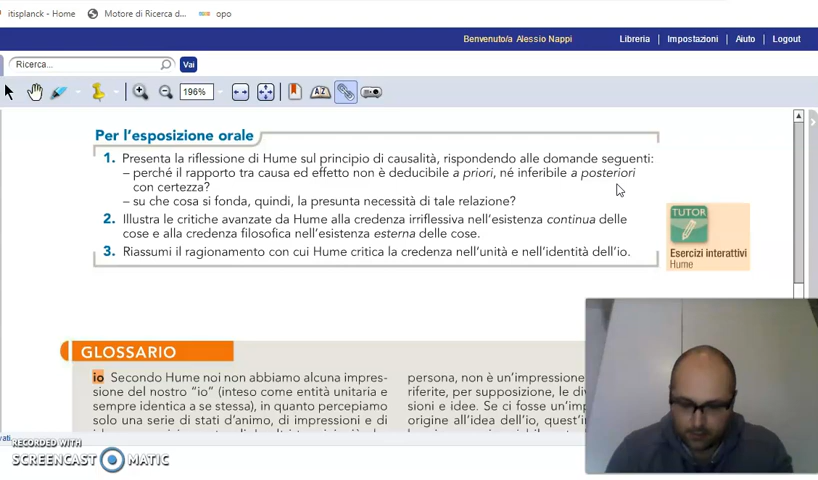 itisplanck - Home
Motore di Ricerca d...
opo
Benvenuto/a Alessio Nappi
Libreria | Impostazioni | Aiuto | Logout
Ricerca...
Vai
196%
A/Z
Per l'esposizione orale
1. Presenta la riflessione di Hume sul principio di causalità, rispondendo alle domande seguenti:
– perché il rapporto tra causa ed effetto non è deducibile a priori, né inferibile a posteriori
con certezza?
– su che cosa si fonda, quindi, la presunta necessità di tale relazione?
2. Illustra le critiche avanzate da Hume alla credenza irriflessiva nell'esistenza continua delle
cose e alla credenza filosofica nell'esistenza esterna delle cose.
3. Riassumi il ragionamento con cui Hume critica la credenza nell'unità e nell'identità dell'io.
TUTOR
Esercizi interattivi
Hume
GLOSSARIO
io Secondo Hume noi non abbiamo alcuna impres-
sione del nostro "io" (inteso come entità unitaria e
sempre identica a se stessa), in quanto percepiamo
solo una serie di stati d'animo, di impressioni e di
persona, non è un'impressione
riferite, per supposizione, le di
sioni e idee. Se ci fosse un'im
origine all'idea dell'io, quest'i
RECORDED WITH
SCREENCAST MATIC